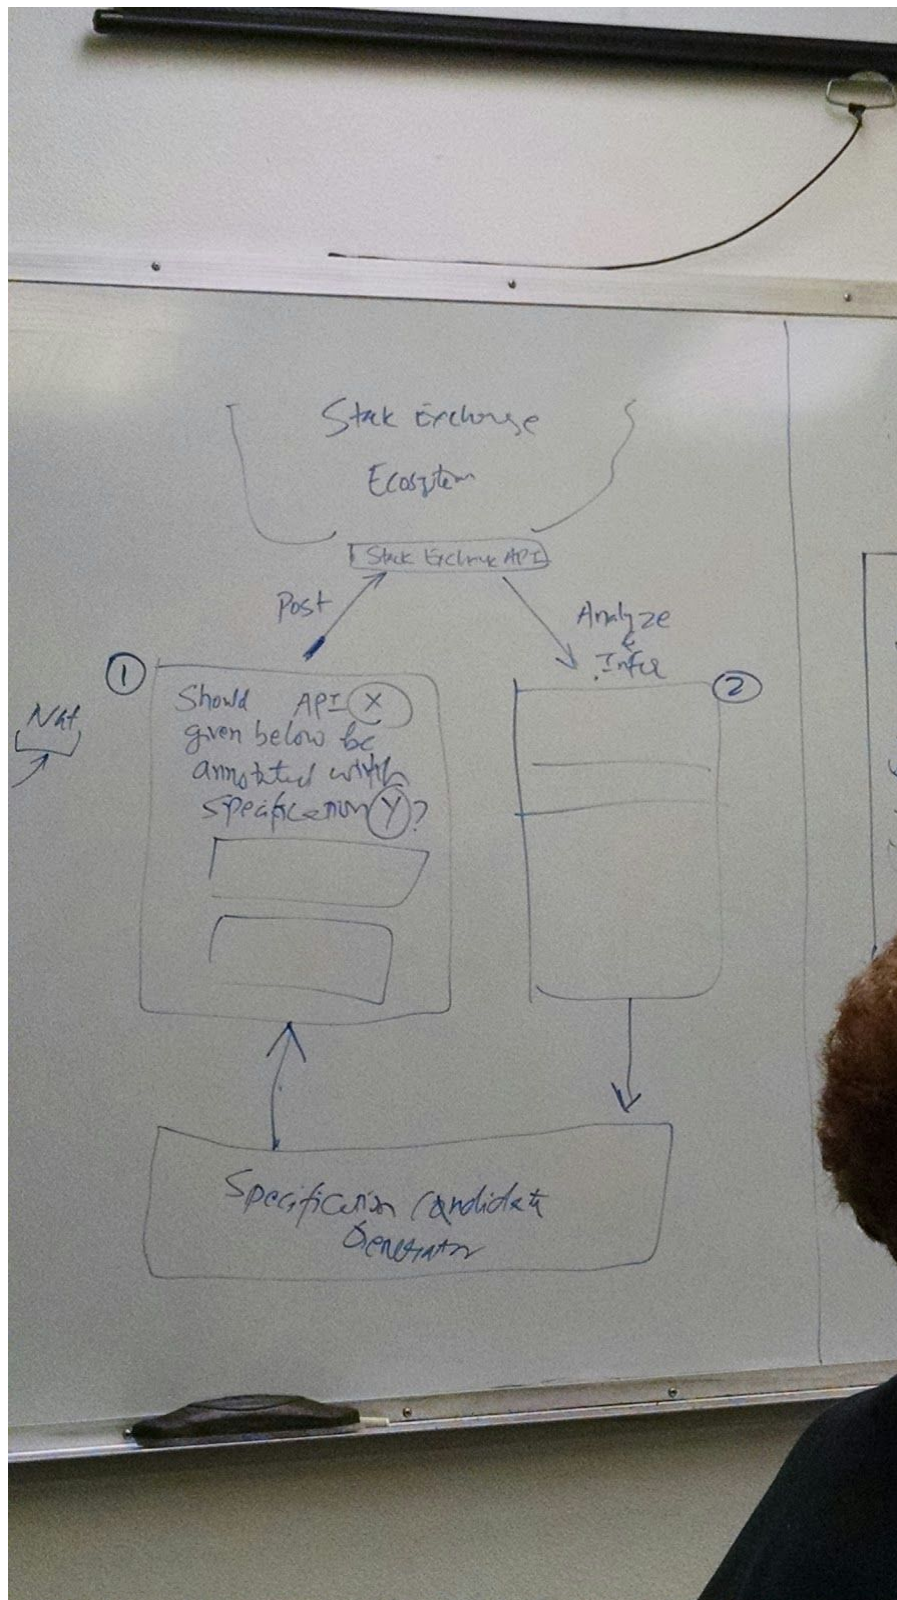 Stack Exchange
Ecosystem
Stack Exchange API
Post
Analyze
&
Infer
1
2
Should API X
given below be
annotated with
specification Y?
Specification Candidate
Generator